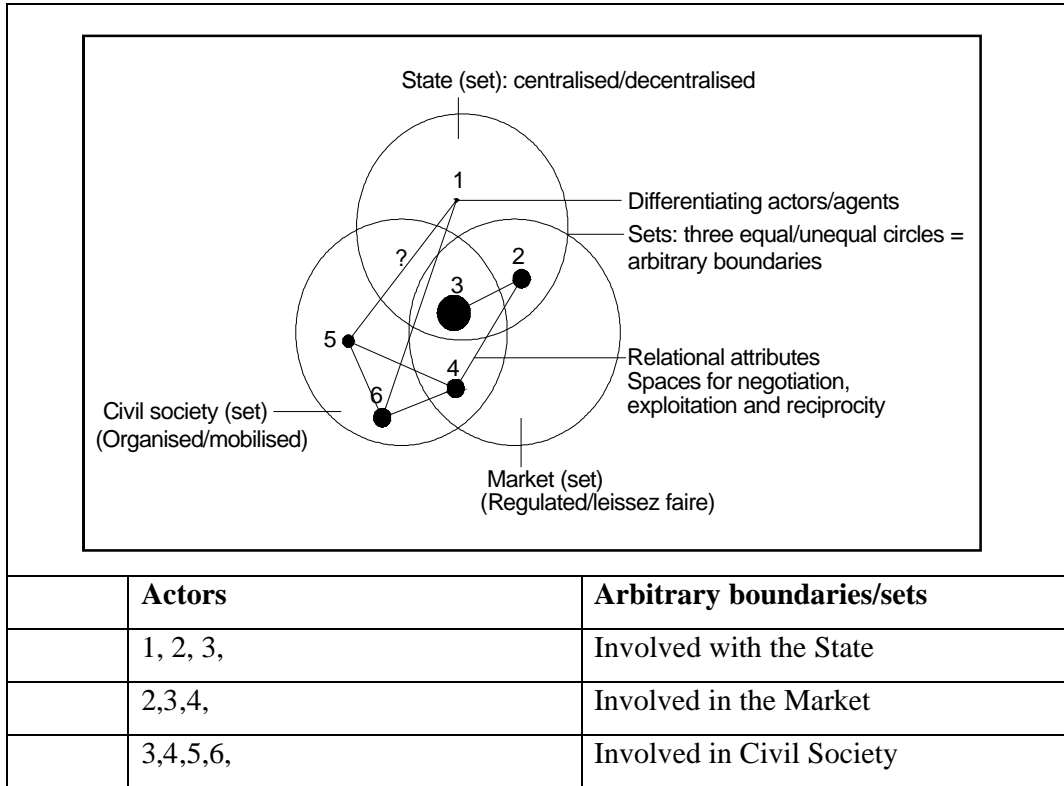 State (set): centralised/decentralised
1
Differentiating actors/agents
Sets: three equal/unequal circles =
arbitrary boundaries
?
2
3
5
4
Relational attributes
Spaces for negotiation,
exploitation and reciprocity
6
Civil society (set)
(Organised/mobilised)
Market (set)
(Regulated/leissez faire)
Actors Arbitrary boundaries/sets
1, 2, 3, Involved with the State
2,3,4, Involved in the Market
3,4,5,6, Involved in Civil Society